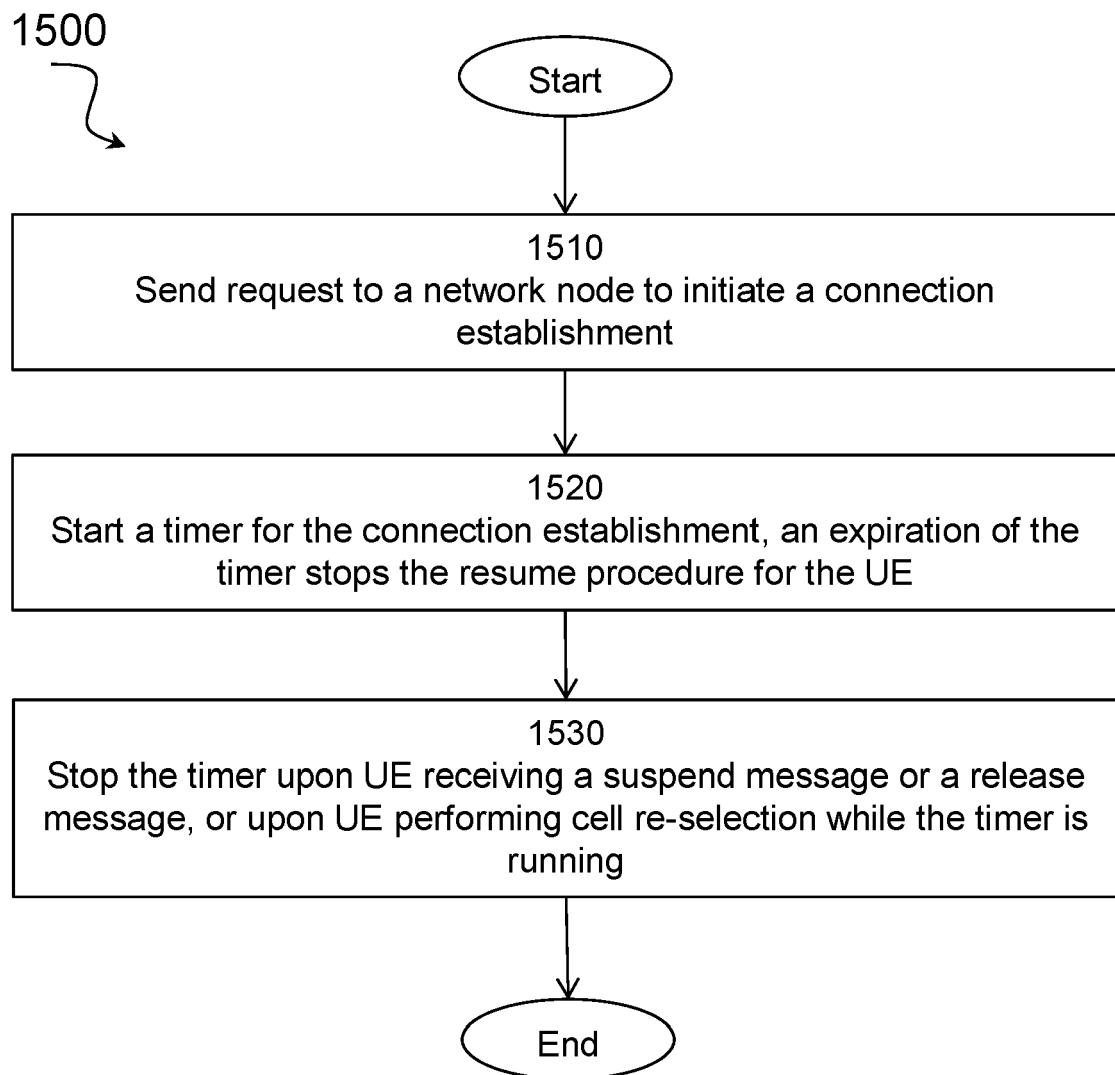 1500
Start
1510
Send request to a network node to initiate a connection
establishment
1520
Start a timer for the connection establishment, an expiration of the
timer stops the resume procedure for the UE
1530
Stop the timer upon UE receiving a suspend message or a release
message, or upon UE performing cell re-selection while the timer is
running
End